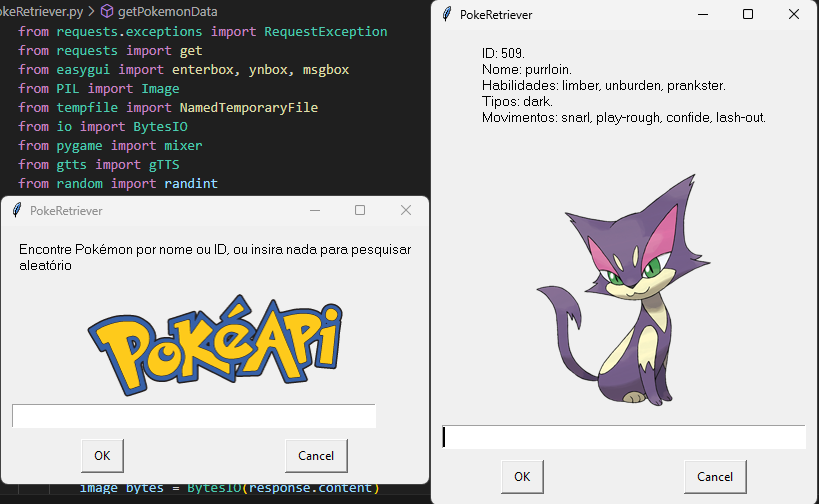 okeRetriever.py > getPokemonData
from requests.exceptions import RequestException
from requests import get
from easygui import enterbox, ynbox, msgbox
from PIL import Image
from tempfile import NamedTemporaryFile
from io import BytesIO
from pygame import mixer
from gtts import gTTS
from random import randint
PokeRetriever
Encontre Pokémon por nome ou ID, ou insira nada para pesquisar
aleatório
PokéApi
OK
Cancel
image_bytes = BytesIO(response.content)
PokeRetriever
ID: 509.
Nome: purrloin.
Habilidades: limber, unburden, prankster.
Tipos: dark.
Movimentos: snarl, play-rough, confide, lash-out.
OK
Cancel